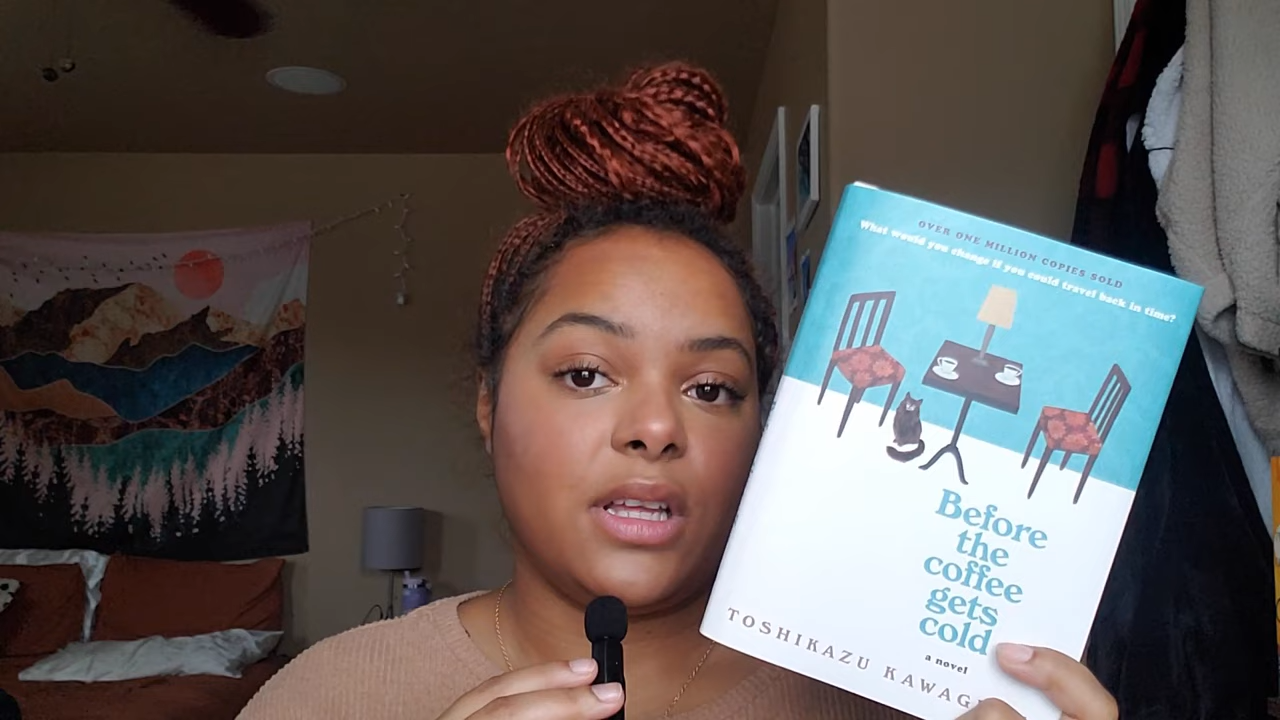 OVER ONE MILLION COPIES SOLD
What would you change if you could travel back in time?
Before
the
coffee
gets
cold
a novel
TOSHIKAZU KAWAG